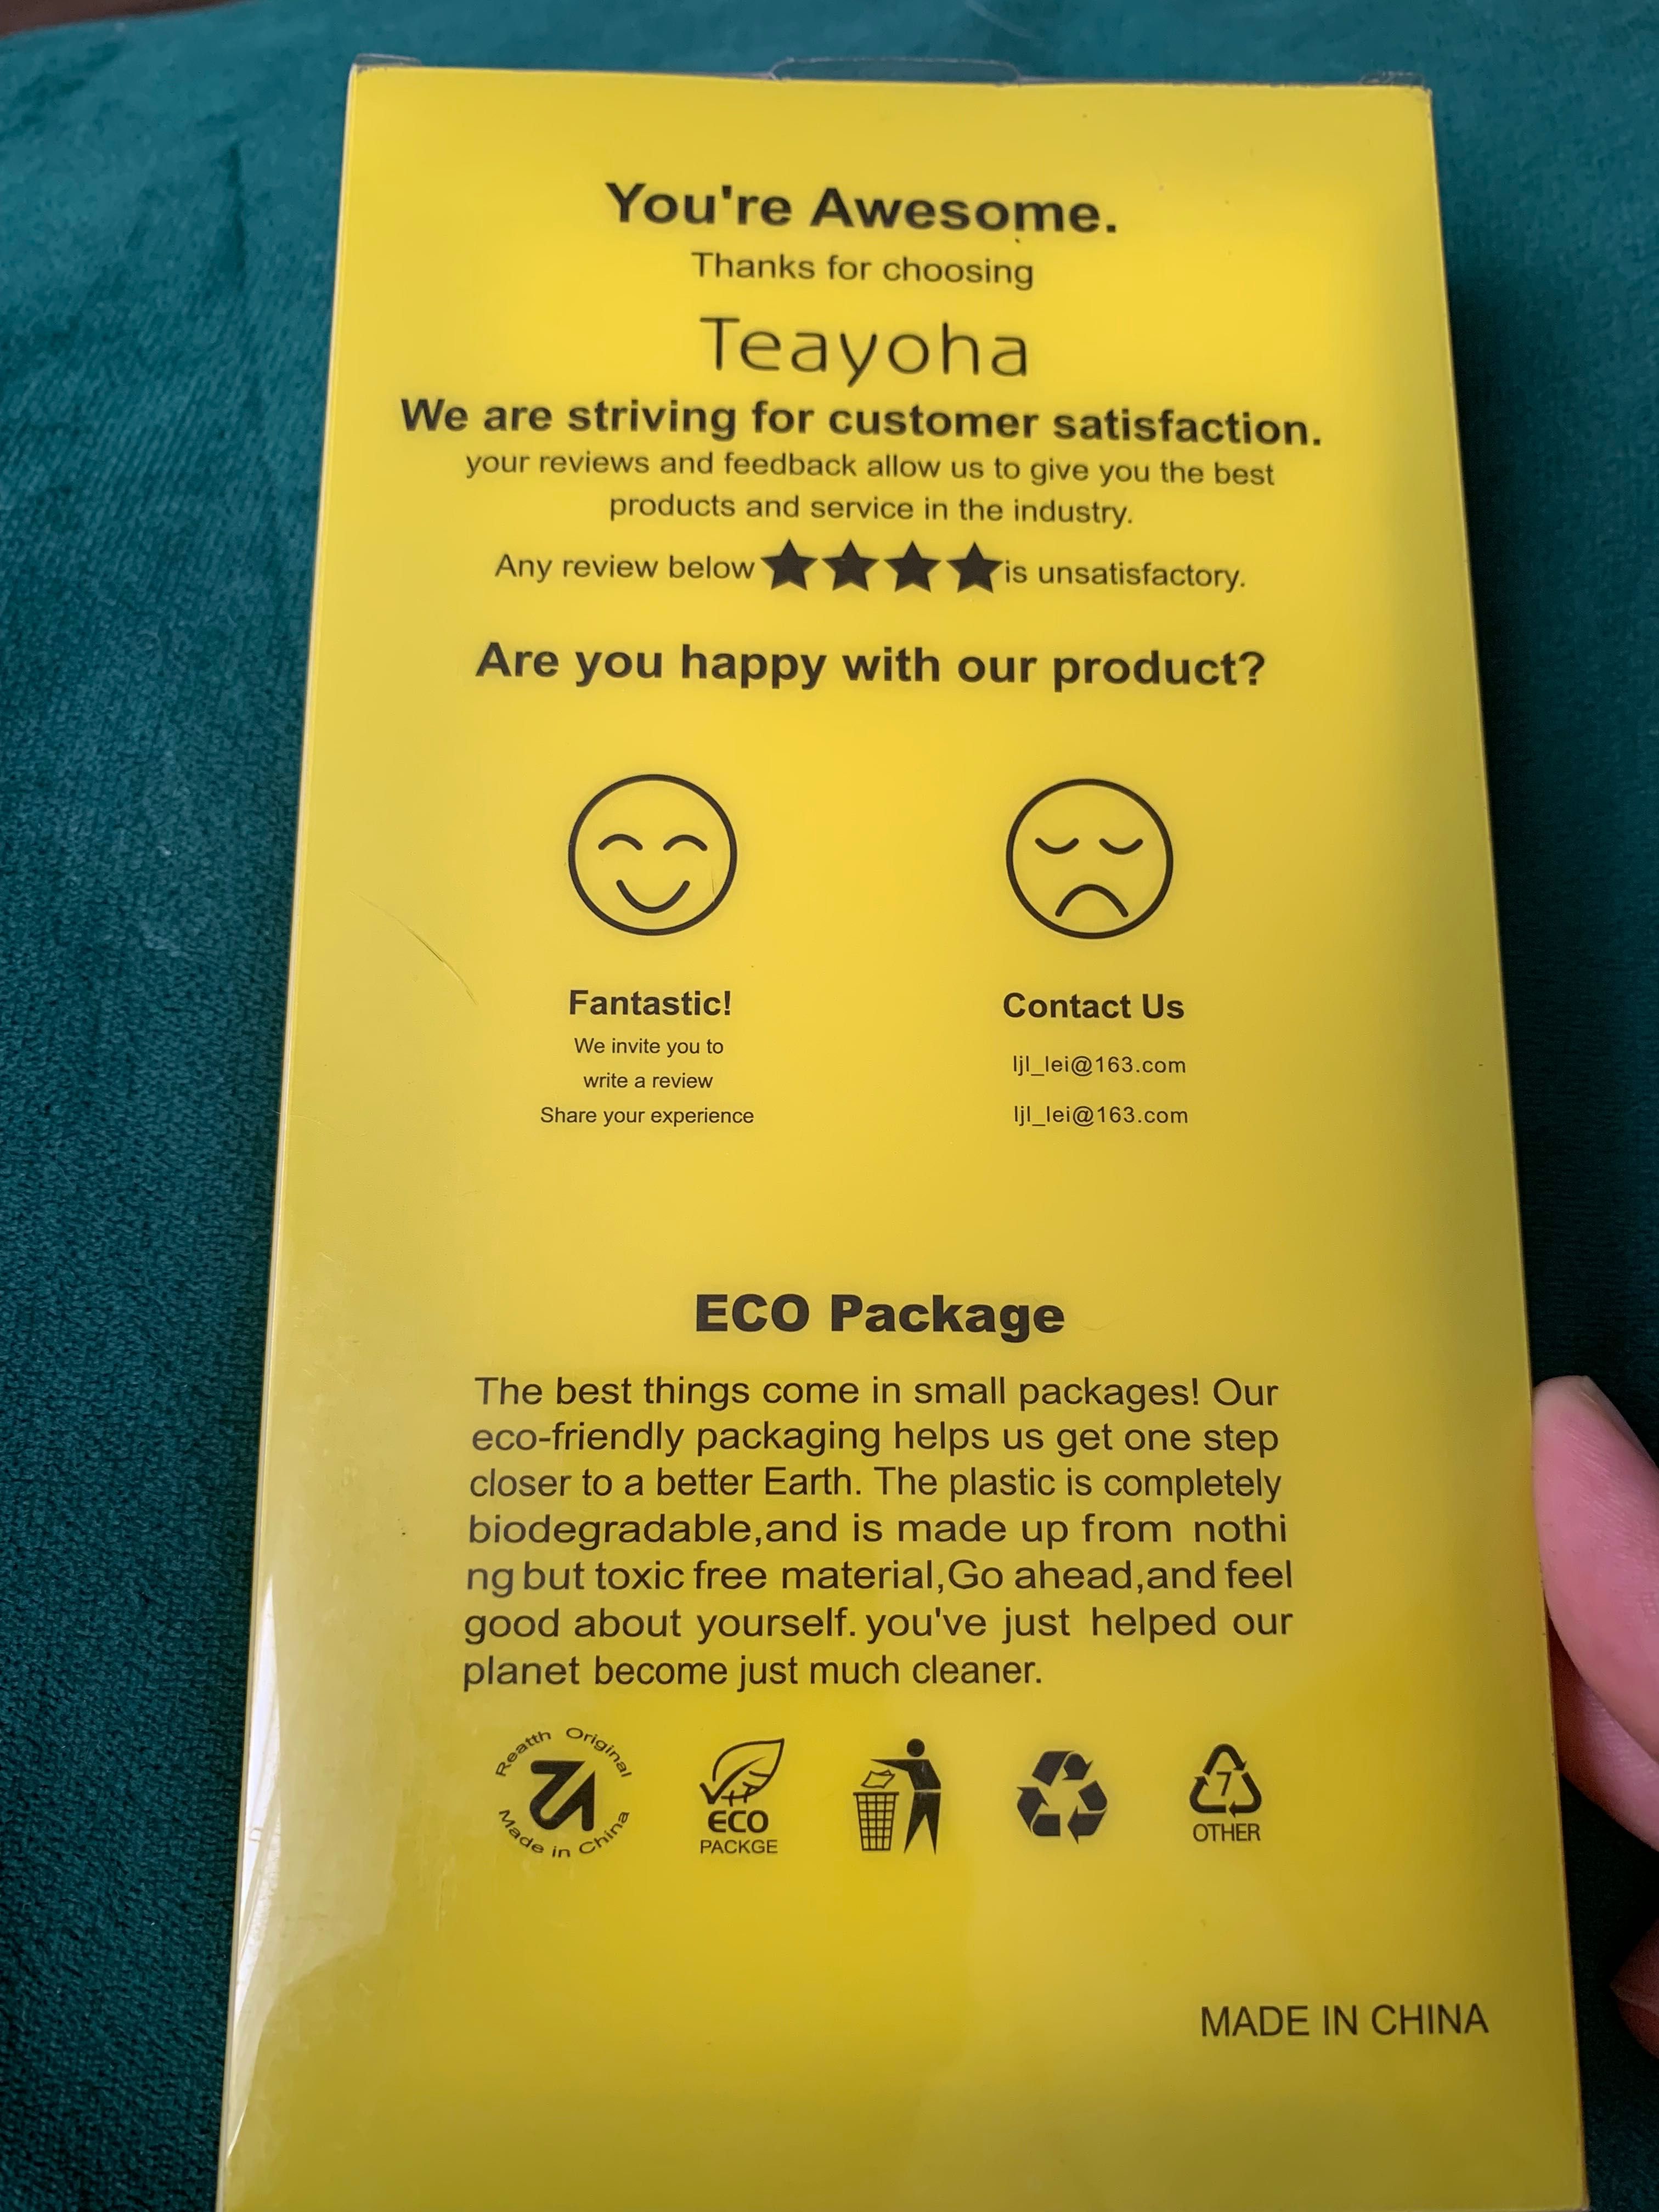 You're Awesome.
Thanks for choosing
Teayoha
We are striving for customer satisfaction.
your reviews and feedback allow us to give you the best
products and service in the industry.
Any review below ★★★★ is unsatisfactory.
Are you happy with our product?
Fantastic!
We invite you to
write a review
Share your experience
Contact Us
ljl_lei@163.com
ljl_lei@163.com
ECO Package
The best things come in small packages! Our
eco-friendly packaging helps us get one step
closer to a better Earth. The plastic is completely
biodegradable,and is made up from nothi
ng but toxic free material,Go ahead,and feel
good about yourself. you've just helped our
planet become just much cleaner.
Reatth Original
Made in China
ECO
PACKGE
7
OTHER
MADE IN CHINA